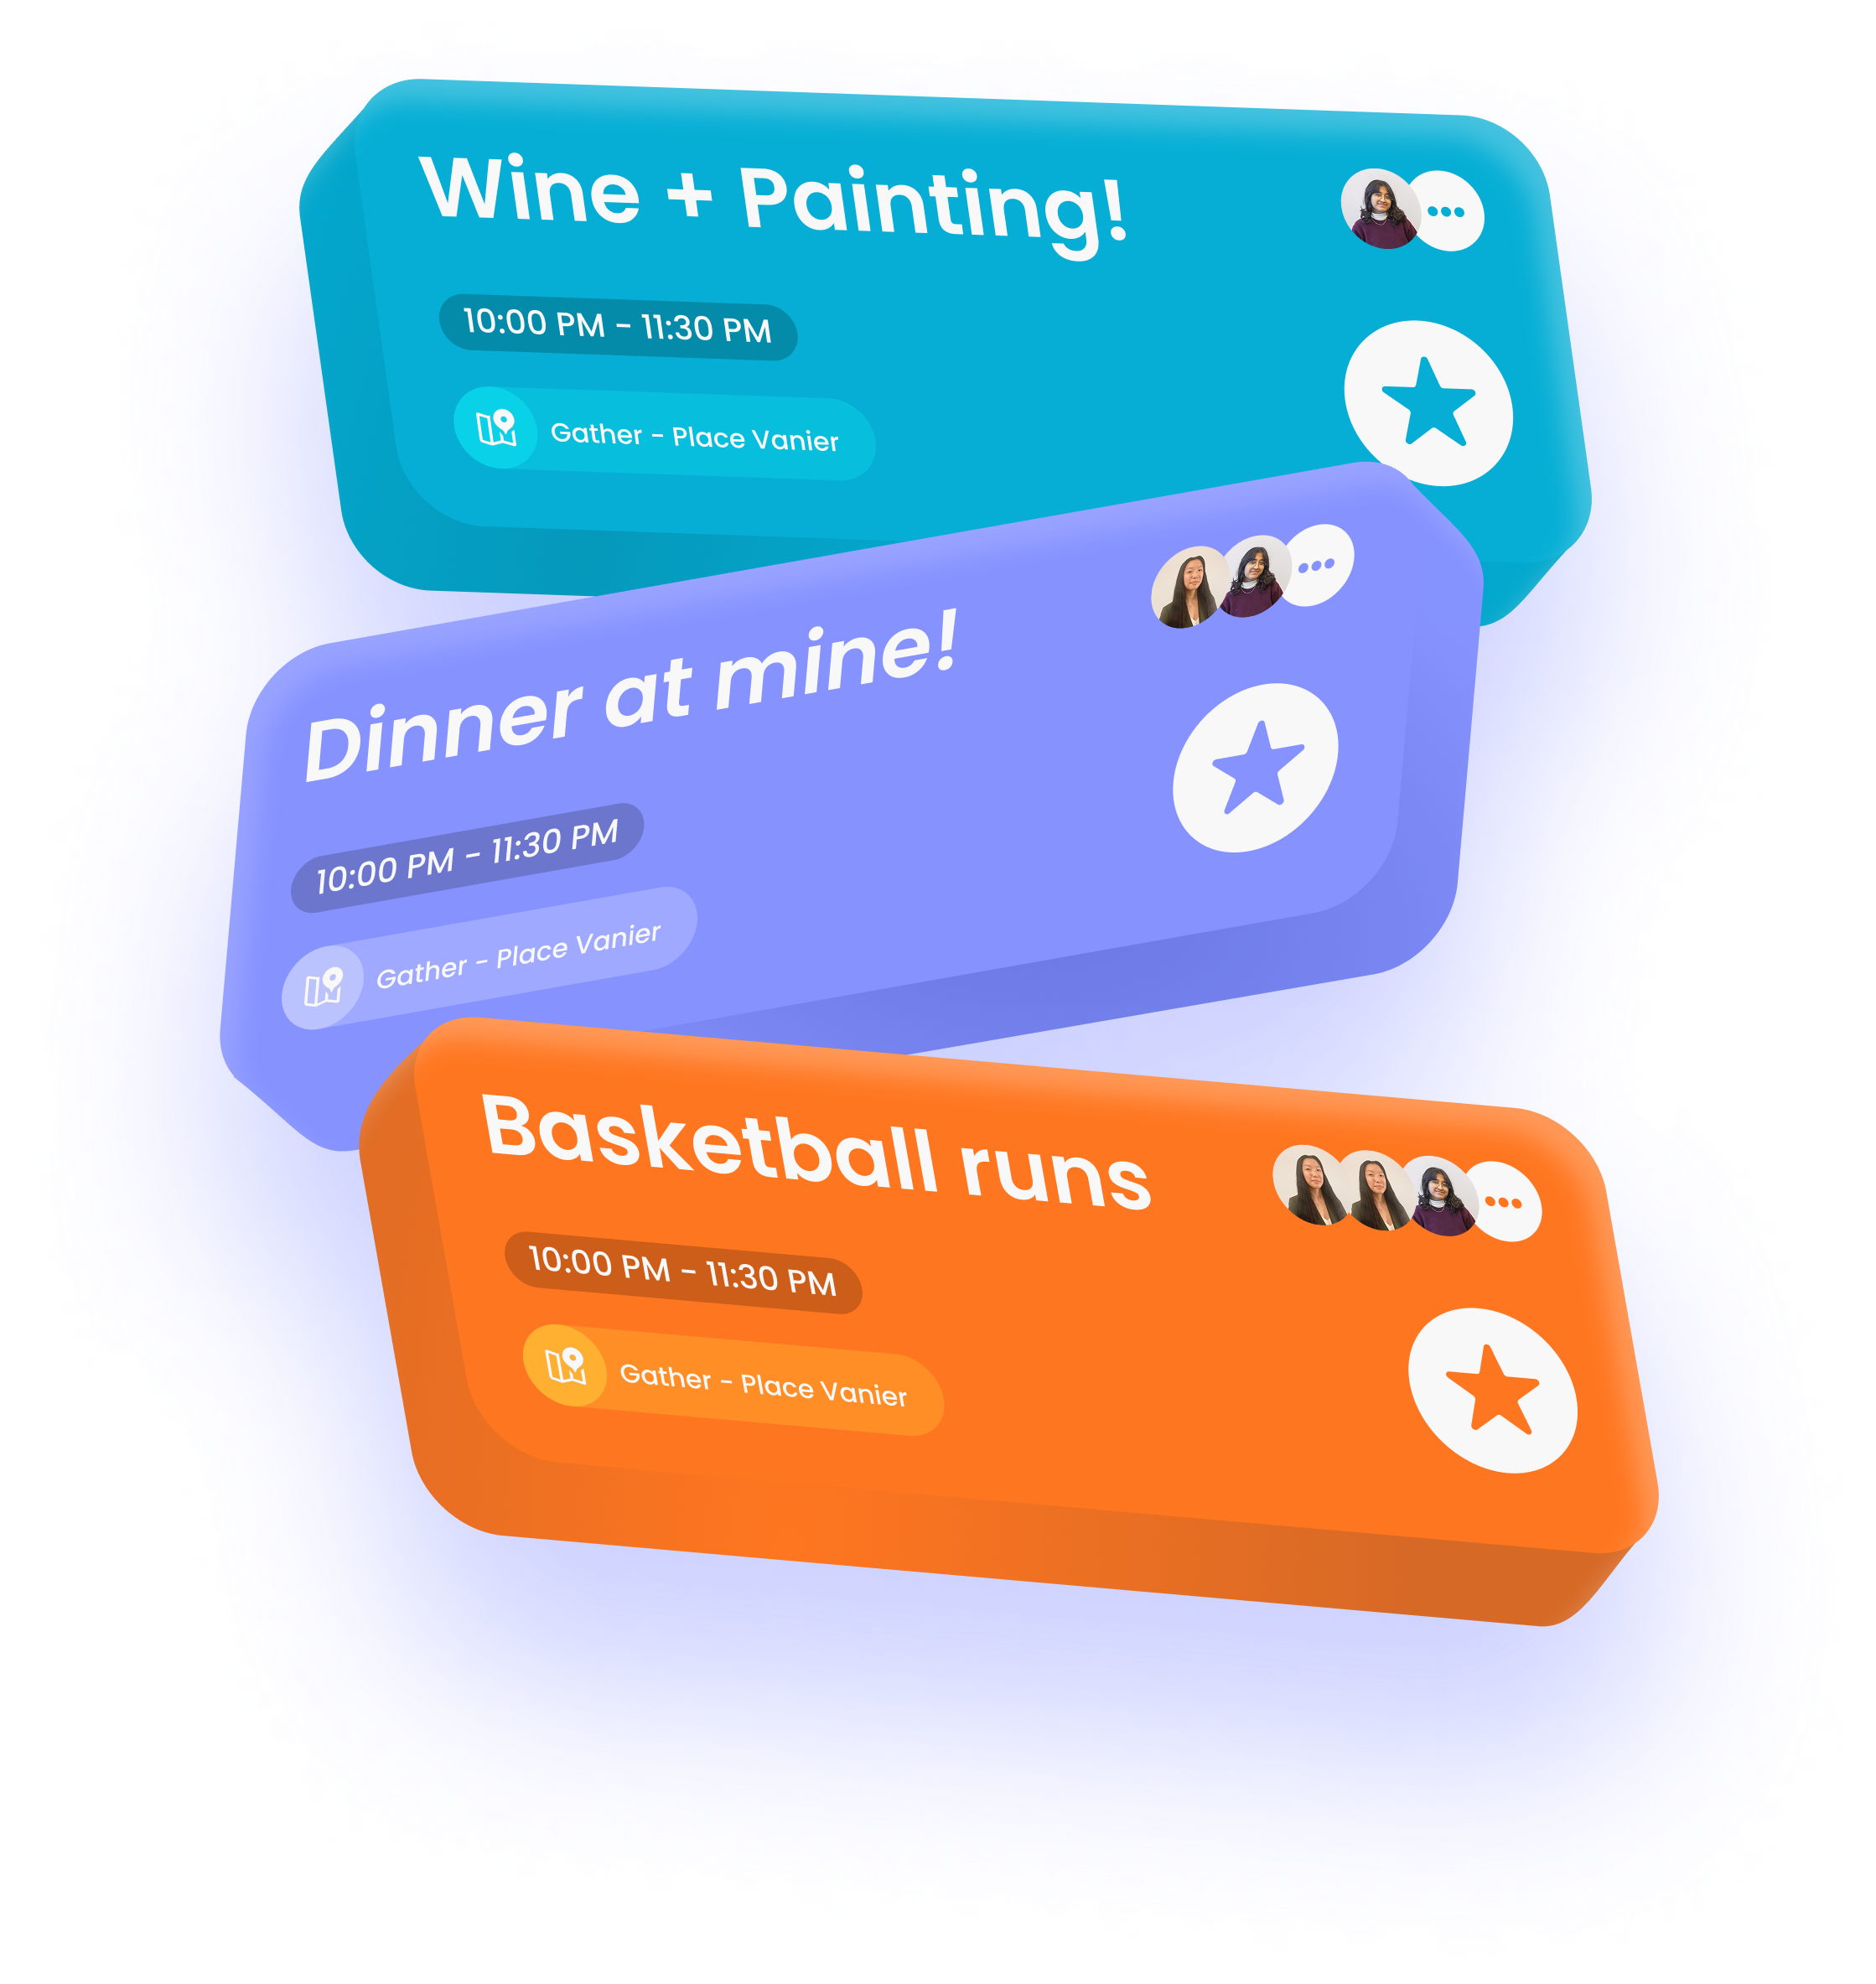 Wine + Painting!
10:00 PM - 11:30 PM
Gather - Place Vanier
Dinner at mine!
10:00 PM - 11:30 PM
Gather - Place Vanier
Basketball runs
10:00 PM - 11:30 PM
Gather - Place Vanier